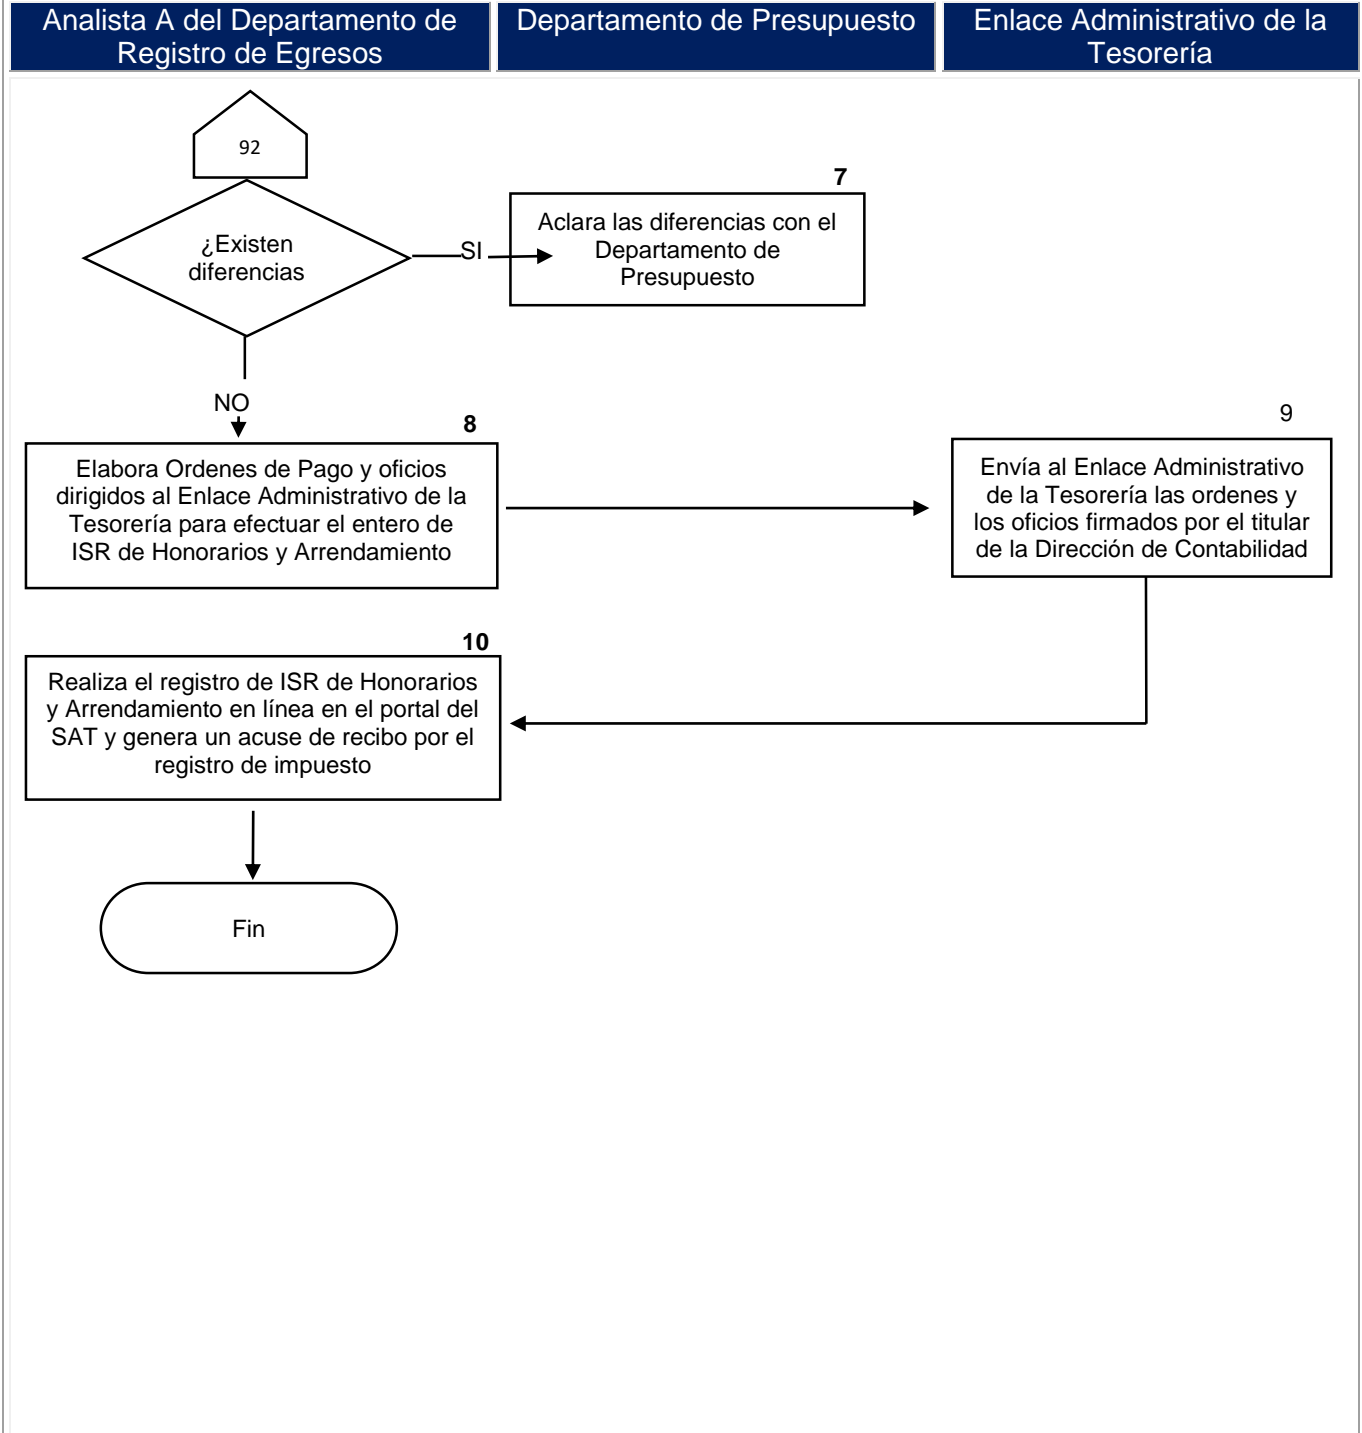 Analista A del Departamento de
Registro de Egresos
Departamento de Presupuesto
Enlace Administrativo de la
Tesorería
92
¿Existen
diferencias
SI
7
Aclara las diferencias con el
Departamento de
Presupuesto
NO
8
Elabora Ordenes de Pago y oficios
dirigidos al Enlace Administrativo de la
Tesorería para efectuar el entero de
ISR de Honorarios y Arrendamiento
9
Envía al Enlace Administrativo
de la Tesorería las ordenes y
los oficios firmados por el titular
de la Dirección de Contabilidad
10
Realiza el registro de ISR de Honorarios
y Arrendamiento en línea en el portal del
SAT y genera un acuse de recibo por el
registro de impuesto
Fin